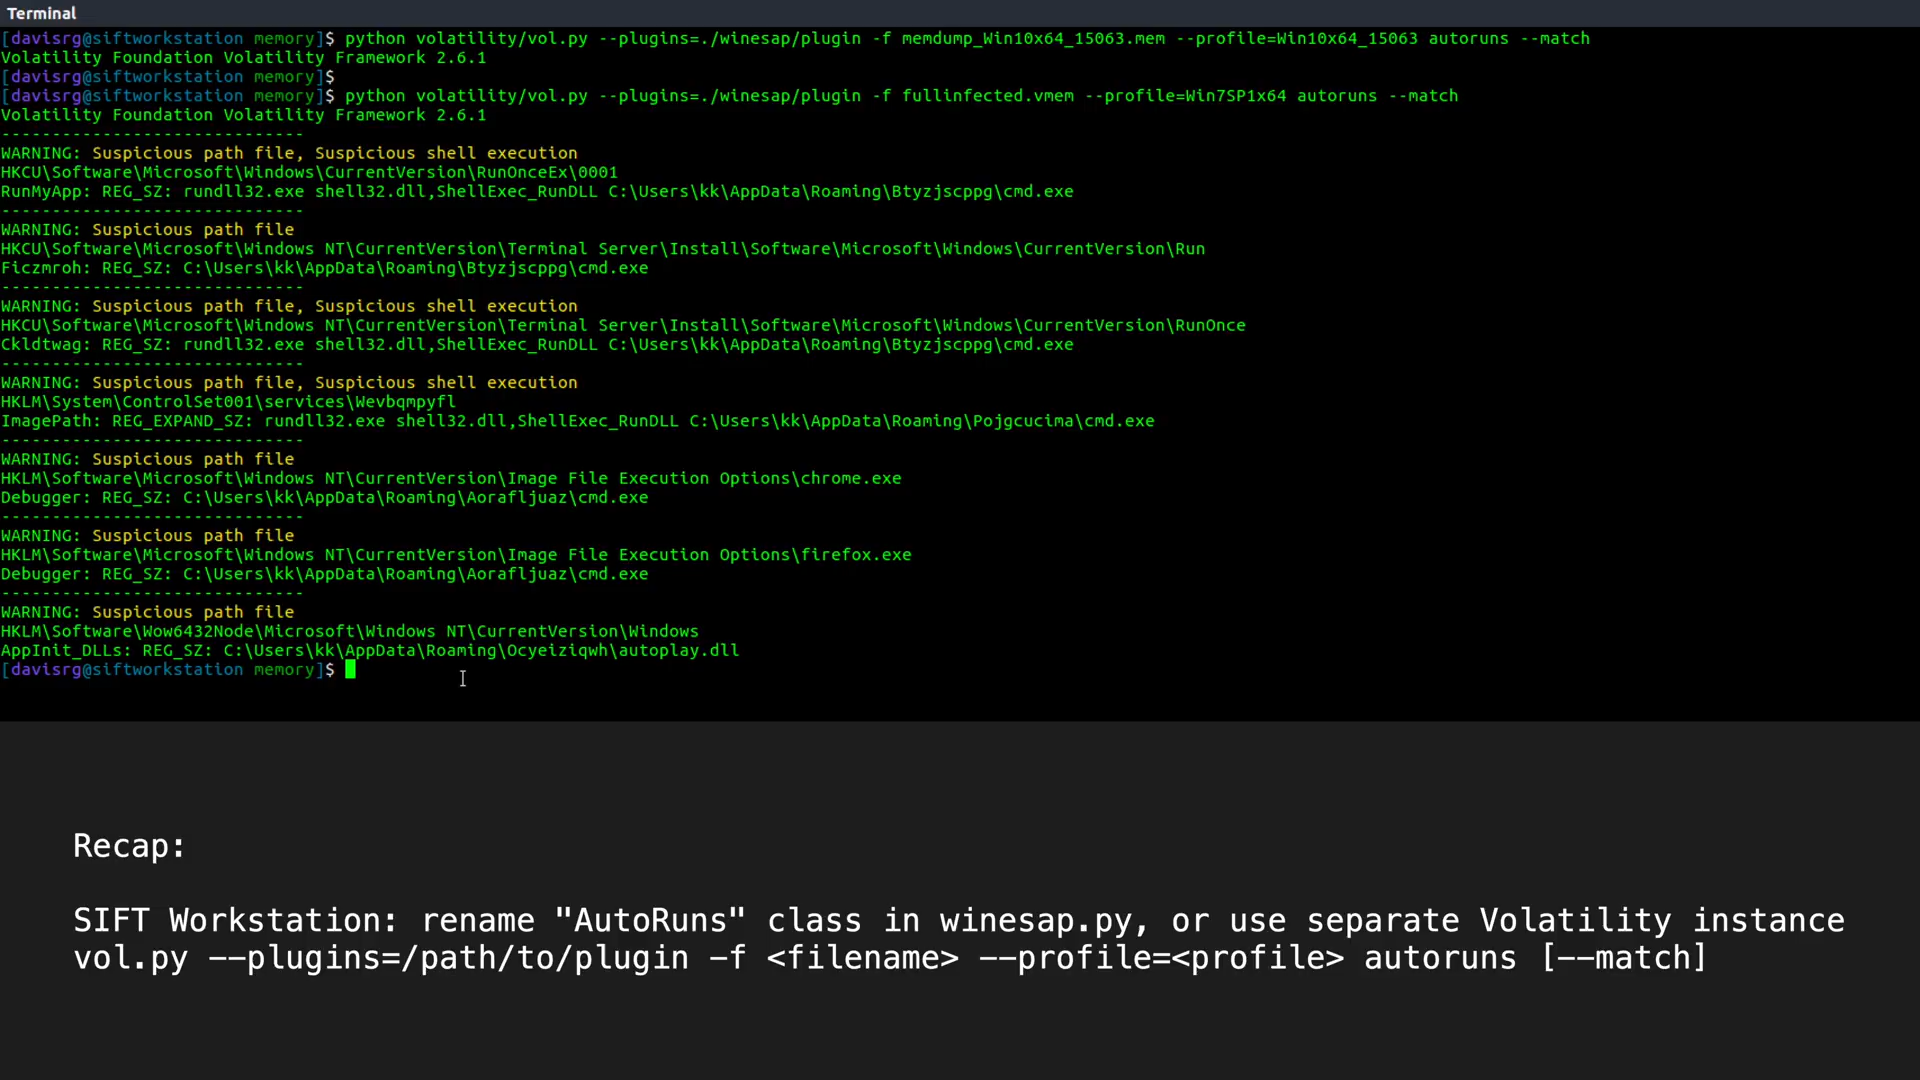 Terminal
[davisrg@siftworkstation memory]$ python volatility/vol.py --plugins=./winesap/plugin -f memdump_Win10x64_15063.mem --profile=Win10x64_15063 autoruns --match
Volatility Foundation Volatility Framework 2.6.1
[davisrg@siftworkstation memory]$
[davisrg@siftworkstation memory]$ python volatility/vol.py --plugins=./winesap/plugin -f fullinfected.vmem --profile=Win7SP1x64 autoruns --match
Volatility Foundation Volatility Framework 2.6.1
------------------------------
WARNING: Suspicious path file, Suspicious shell execution
HKCU\Software\Microsoft\Windows\CurrentVersion\RunOnceEx\0001
RunMyApp: REG_SZ: rundll32.exe shell32.dll,ShellExec_RunDLL C:\Users\kk\AppData\Roaming\Btyzjscppg\cmd.exe
------------------------------
WARNING: Suspicious path file
HKCU\Software\Microsoft\Windows NT\CurrentVersion\Terminal Server\Install\Software\Microsoft\Windows\CurrentVersion\Run
Ficzmroh: REG_SZ: C:\Users\kk\AppData\Roaming\Btyzjscppg\cmd.exe
------------------------------
WARNING: Suspicious path file, Suspicious shell execution
HKCU\Software\Microsoft\Windows NT\CurrentVersion\Terminal Server\Install\Software\Microsoft\Windows\CurrentVersion\RunOnce
Ckldtwag: REG_SZ: rundll32.exe shell32.dll,ShellExec_RunDLL C:\Users\kk\AppData\Roaming\Btyzjscppg\cmd.exe
------------------------------
WARNING: Suspicious path file, Suspicious shell execution
HKLM\System\ControlSet001\services\Wevbqmpyfl
ImagePath: REG_EXPAND_SZ: rundll32.exe shell32.dll,ShellExec_RunDLL C:\Users\kk\AppData\Roaming\Pojgcucima\cmd.exe
------------------------------
WARNING: Suspicious path file
HKLM\Software\Microsoft\Windows NT\CurrentVersion\Image File Execution Options\chrome.exe
Debugger: REG_SZ: C:\Users\kk\AppData\Roaming\Aorafljuaz\cmd.exe
------------------------------
WARNING: Suspicious path file
HKLM\Software\Microsoft\Windows NT\CurrentVersion\Image File Execution Options\firefox.exe
Debugger: REG_SZ: C:\Users\kk\AppData\Roaming\Aorafljuaz\cmd.exe
------------------------------
WARNING: Suspicious path file
HKLM\Software\Wow6432Node\Microsoft\Windows NT\CurrentVersion\Windows
AppInit_DLLs: REG_SZ: C:\Users\kk\AppData\Roaming\Ocyeiziqwh\autoplay.dll
[davisrg@siftworkstation memory]$
Recap:
SIFT Workstation: rename "AutoRuns" class in winesap.py, or use separate Volatility instance
vol.py --plugins=/path/to/plugin -f <filename> --profile=<profile> autoruns [--match]